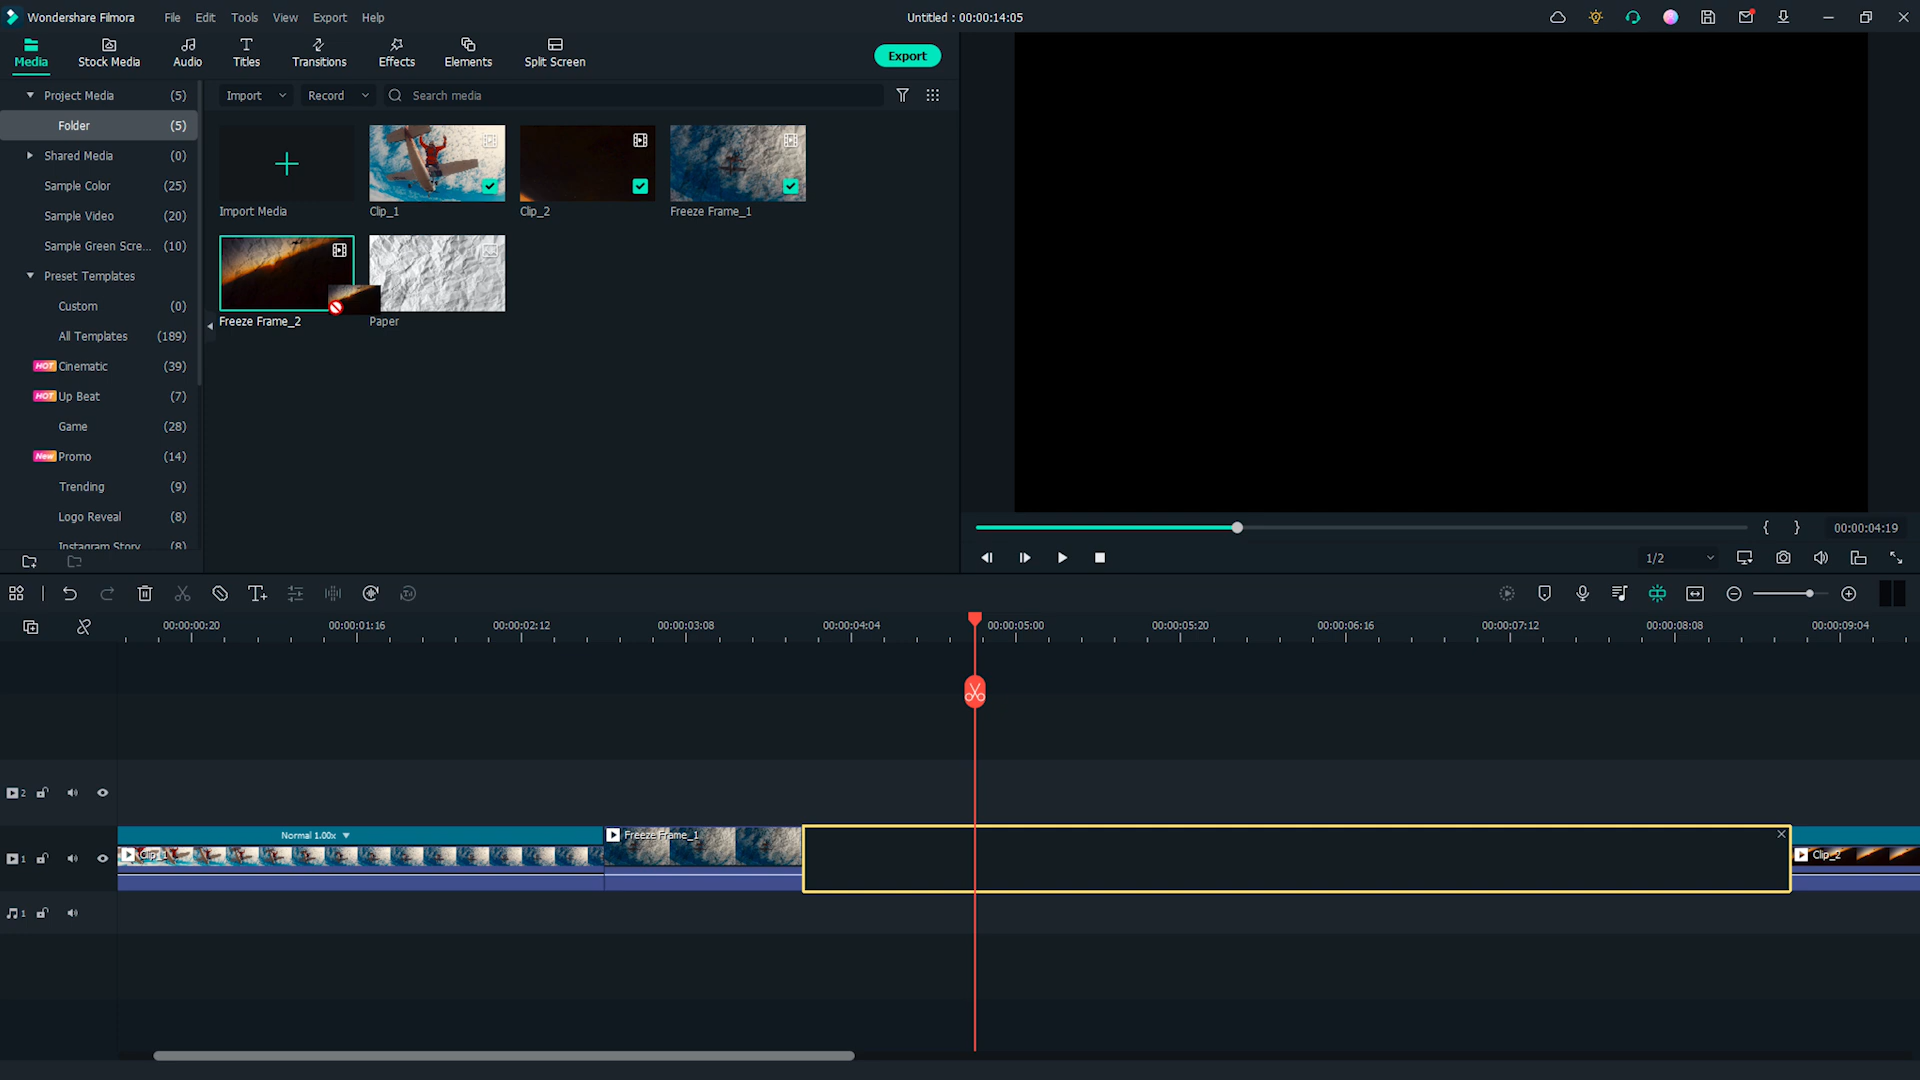 Wondershare Filmora
File
Edit
Tools
View
Export
Help
Untitled : 00:00:14:05
Media
Stock Media
Audio
Titles
Transitions
Effects
Elements
Split Screen
Export
Project Media (5)
Folder (5)
Shared Media (0)
Sample Color (25)
Sample Video (20)
Sample Green Scre... (10)
Preset Templates
Custom (0)
All Templates (189)
HOT Cinematic (39)
HOT Up Beat (7)
Game (28)
New Promo (14)
Trending (9)
Logo Reveal (8)
Instagram Story (8)
Import
Record
Search media
Import Media
Clip_1
Clip_2
Freeze Frame_1
Freeze Frame_2
Paper
{ } 00:00:04:19
1/2
00:00:00:20
00:00:01:16
00:00:02:12
00:00:03:08
00:00:04:04
00:00:05:00
00:00:05:20
00:00:06:16
00:00:07:12
00:00:08:08
00:00:09:04
2
Normal 1.00x
Freeze Frame_1
1
Clip_1
Clip_2
1